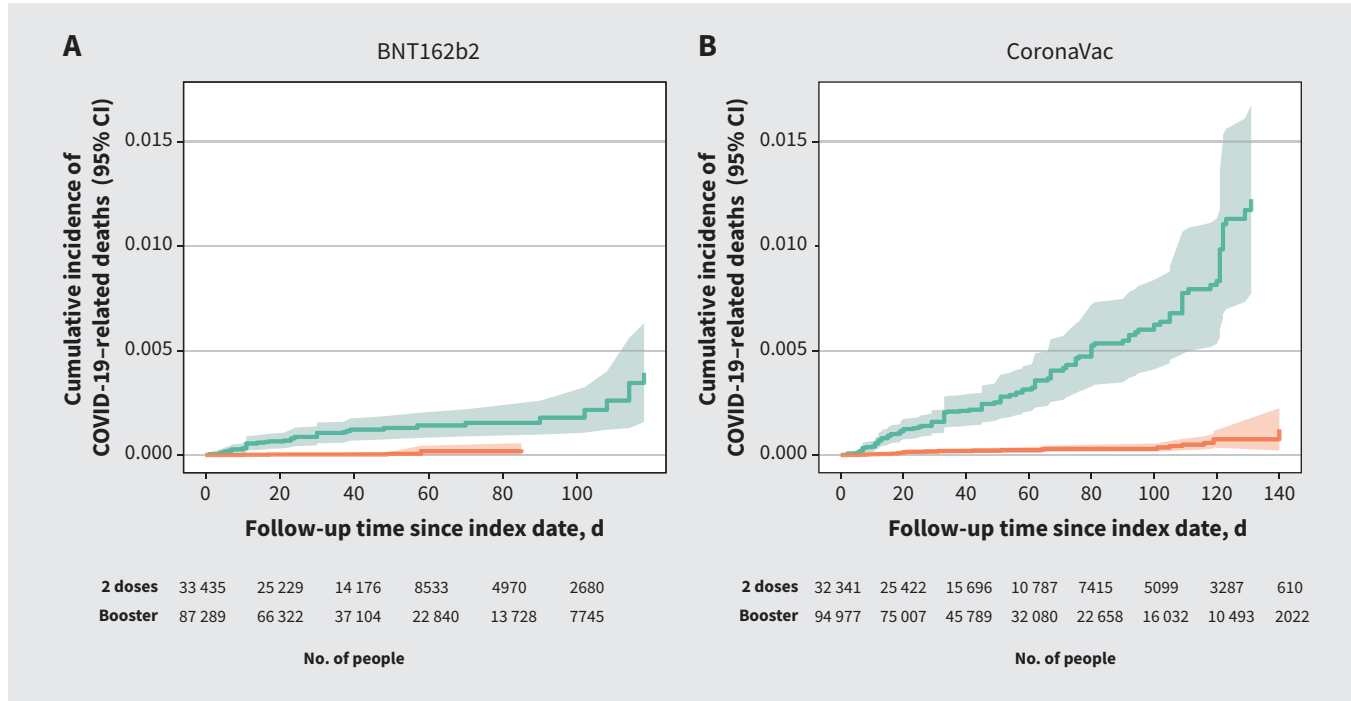 A
BNT162b2
Cumulative incidence of
COVID-19–related deaths (95% CI)
0.015
0.010
0.005
0.000
0 20 40 60 80 100
Follow-up time since index date, d
2 doses 33 435 25 229 14 176 8533 4970 2680
Booster 87 289 66 322 37 104 22 840 13 728 7745
No. of people
B
CoronaVac
Cumulative incidence of
COVID-19–related deaths (95% CI)
0.015
0.010
0.005
0.000
0 20 40 60 80 100 120 140
Follow-up time since index date, d
2 doses 32 341 25 422 15 696 10 787 7415 5099 3287 610
Booster 94 977 75 007 45 789 32 080 22 658 16 032 10 493 2022
No. of people